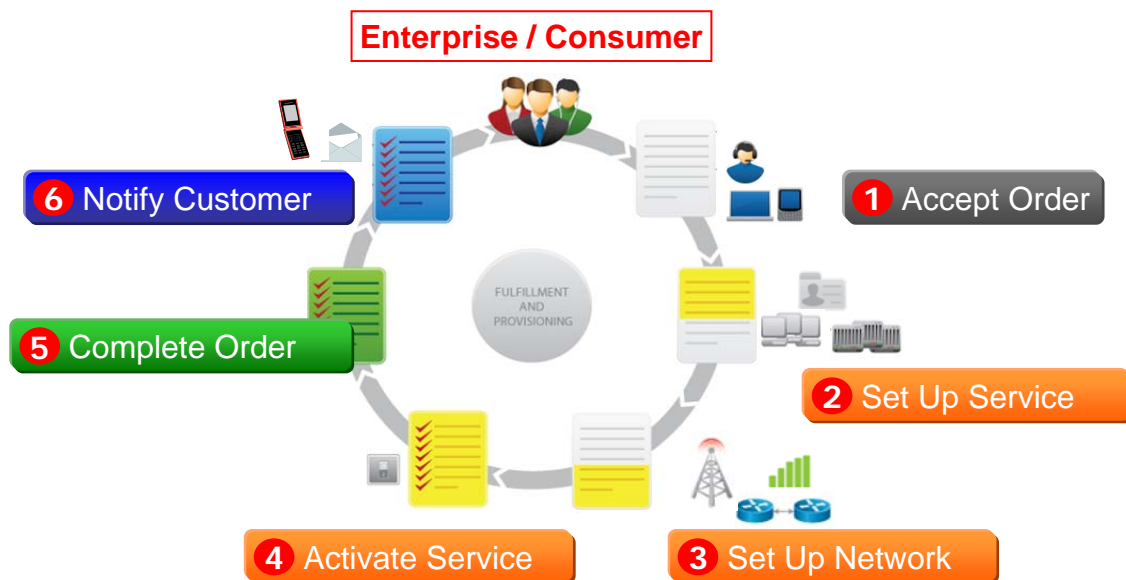 Enterprise / Consumer
1 Accept Order
2 Set Up Service
3 Set Up Network
4 Activate Service
5 Complete Order
6 Notify Customer
FULFILLMENT
AND
PROVISIONING